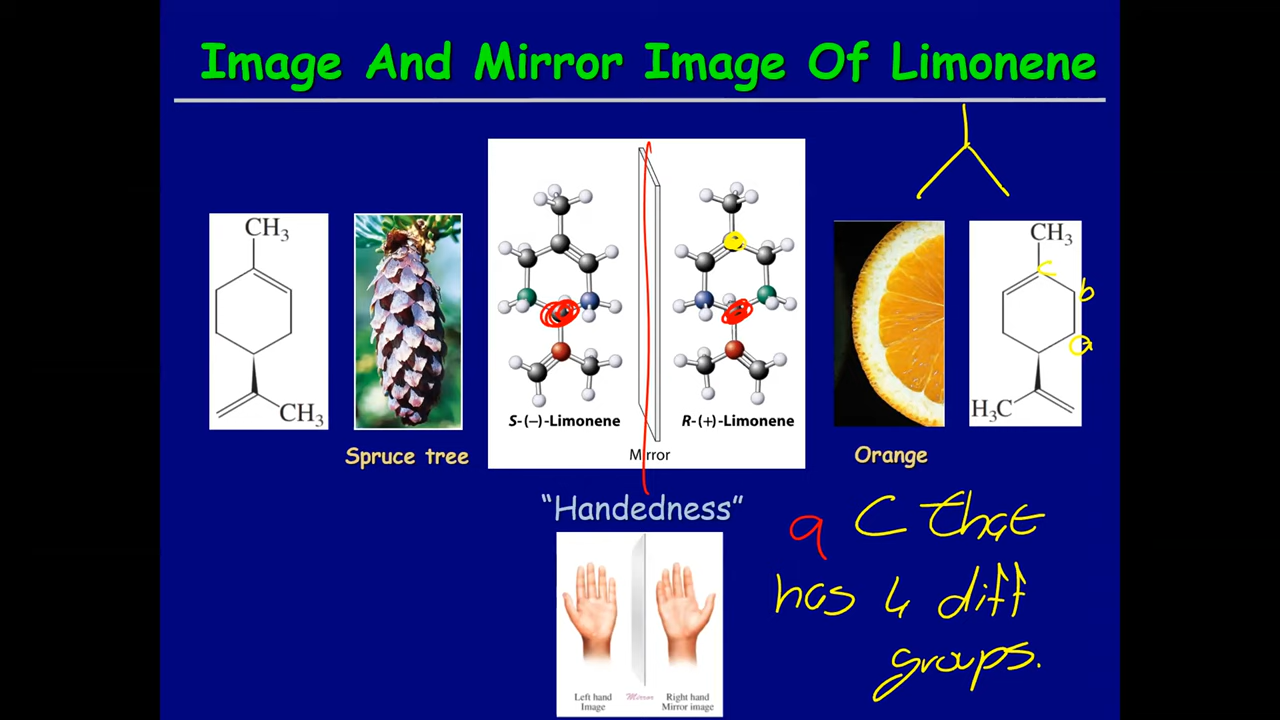 Image And Mirror Image Of Limonene
CH3
CH3
Spruce tree
S-(−)-Limonene
R-(+)-Limonene
Mirror
Orange
CH3
c
b
a
H3C
"Handedness"
Left hand
Image
Mirror
Right hand
Mirror image
a C that
has 4 diff
groups.